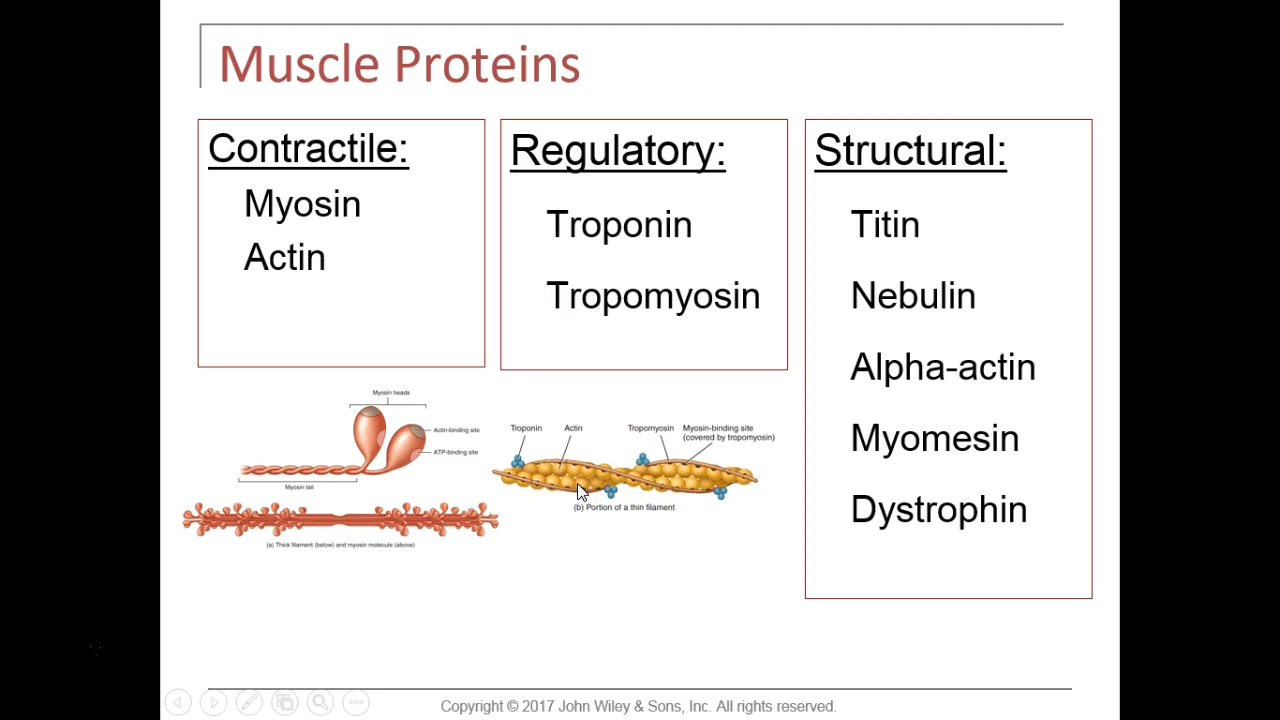 Muscle Proteins
Contractile:
Myosin
Actin
Regulatory:
Troponin
Tropomyosin
Structural:
Titin
Nebulin
Alpha-actin
Myomesin
Dystrophin
Myosin heads
Actin-binding site
ATP-binding site
Myosin tail
(a) Thick filament (below) and myosin molecule (above)
Troponin
Actin
Tropomyosin
Myosin-binding site
(covered by tropomyosin)
(b) Portion of a thin filament
Copyright © 2017 John Wiley & Sons, Inc. All rights reserved.